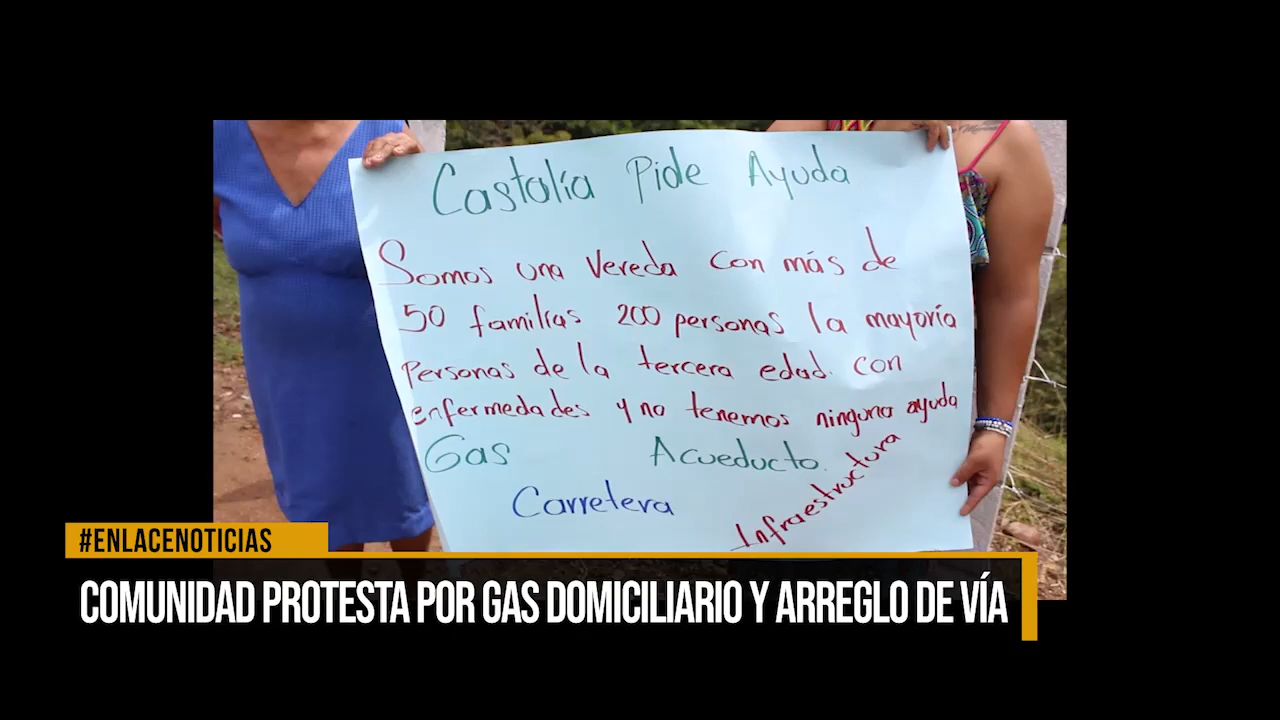 Castalía Pide Ayuda
Somos una Vereda con más de
50 familias 200 personas la mayoría
Personas de la tercera edad. con
enfermedades y no tenemos ninguna ayuda
Gas Acueducto.
Carretera
Infraestructura
#ENLACENOTICIAS
COMUNIDAD PROTESTA POR GAS DOMICILIARIO Y ARREGLO DE VÍA